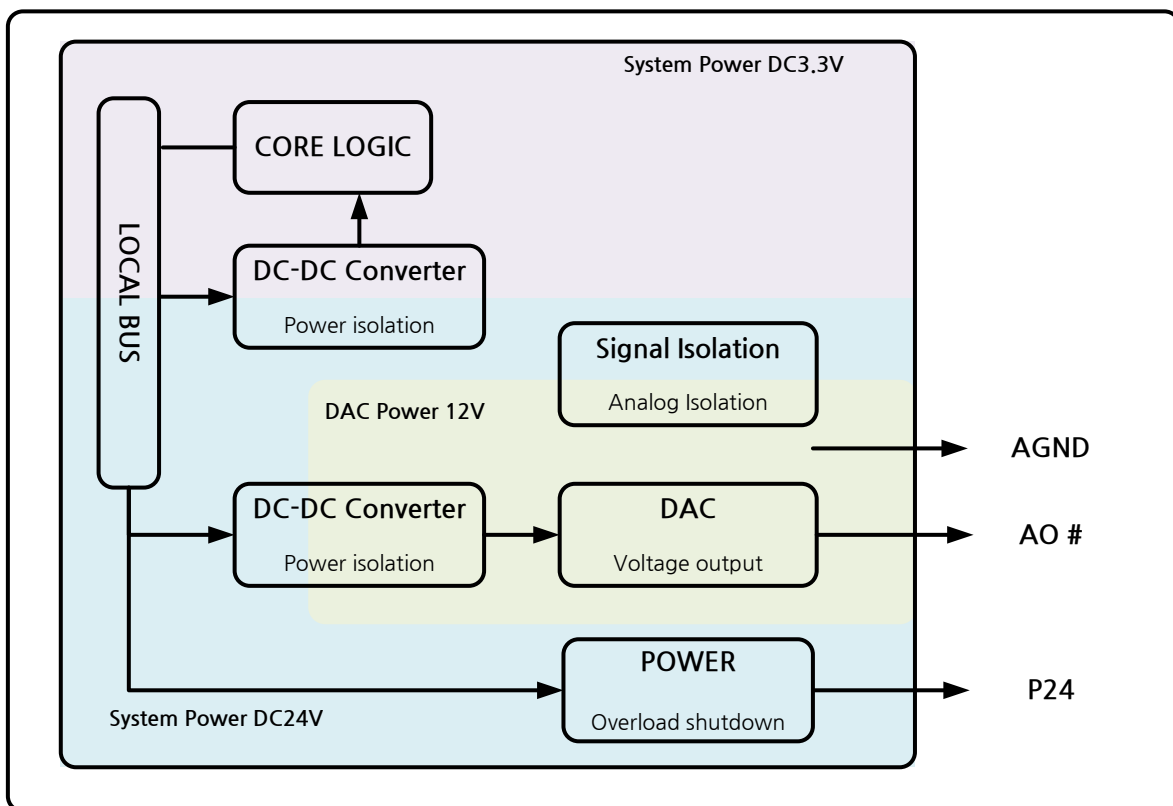 System Power DC3.3V
CORE LOGIC
LOCAL BUS
DC-DC Converter
Power isolation
Signal Isolation
Analog Isolation
DAC Power 12V
AGND
DC-DC Converter
Power isolation
DAC
Voltage output
AO #
POWER
Overload shutdown
P24
System Power DC24V